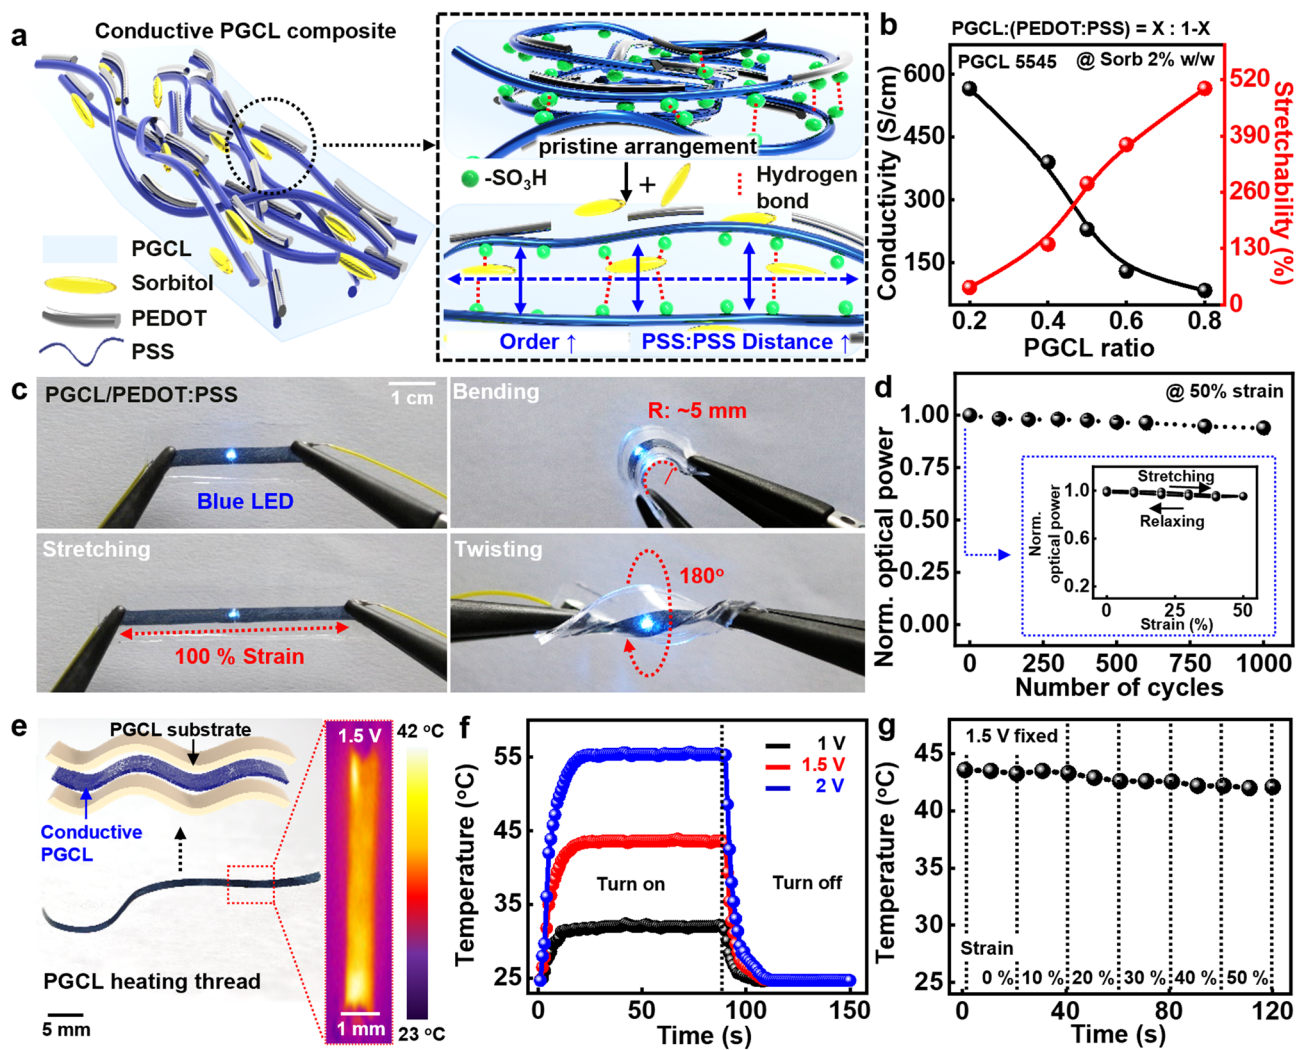 a
Conductive PGCL composite
PGCL
Sorbitol
PEDOT
PSS
pristine arrangement
-SO₃H
+
Hydrogen
bond
Order ↑
PSS:PSS Distance ↑
b
PGCL:(PEDOT:PSS) = X : 1-X
PGCL 5545
@ Sorb 2% w/w
Conductivity (S/cm)
600
450
300
150
520
390
260
130
0
Stretchability (%)
0.2
0.4
0.6
0.8
PGCL ratio
c
PGCL/PEDOT:PSS
1 cm
Blue LED
Bending
R: ~5 mm
Stretching
100 % Strain
Twisting
180°
d
@ 50% strain
Norm. optical power
1.00
0.75
0.50
0.25
0.00
Norm.
optical power
1.0
0.6
0.2
Stretching
Relaxing
0
25
50
Strain (%)
0
250
500
750
1000
Number of cycles
e
PGCL substrate
Conductive
PGCL
PGCL heating thread
5 mm
1.5 V
1 mm
42 °C
23 °C
f
Temperature (°C)
55
45
35
25
1 V
1.5 V
2 V
Turn on
Turn off
0
50
100
150
Time (s)
g
1.5 V fixed
Temperature (°C)
45
40
35
30
25
Strain
0 %
10 %
20 %
30 %
40 %
50 %
0
40
80
120
Time (s)